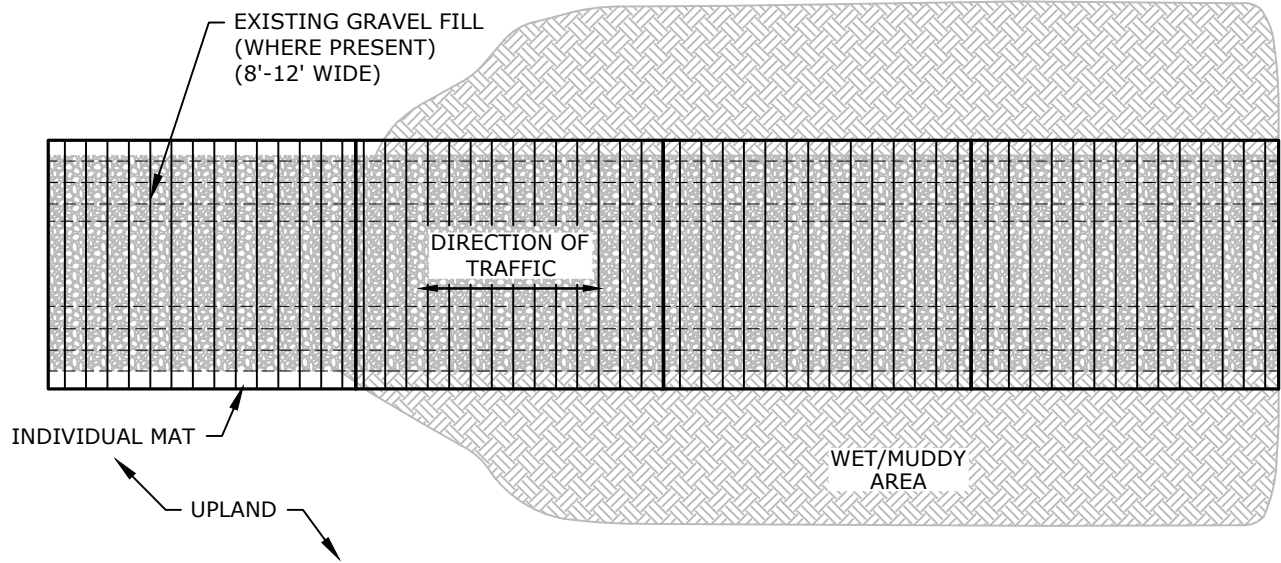 EXISTING GRAVEL FILL
(WHERE PRESENT)
(8'-12' WIDE)
DIRECTION OF
TRAFFIC
INDIVIDUAL MAT
WET/MUDDY
AREA
UPLAND